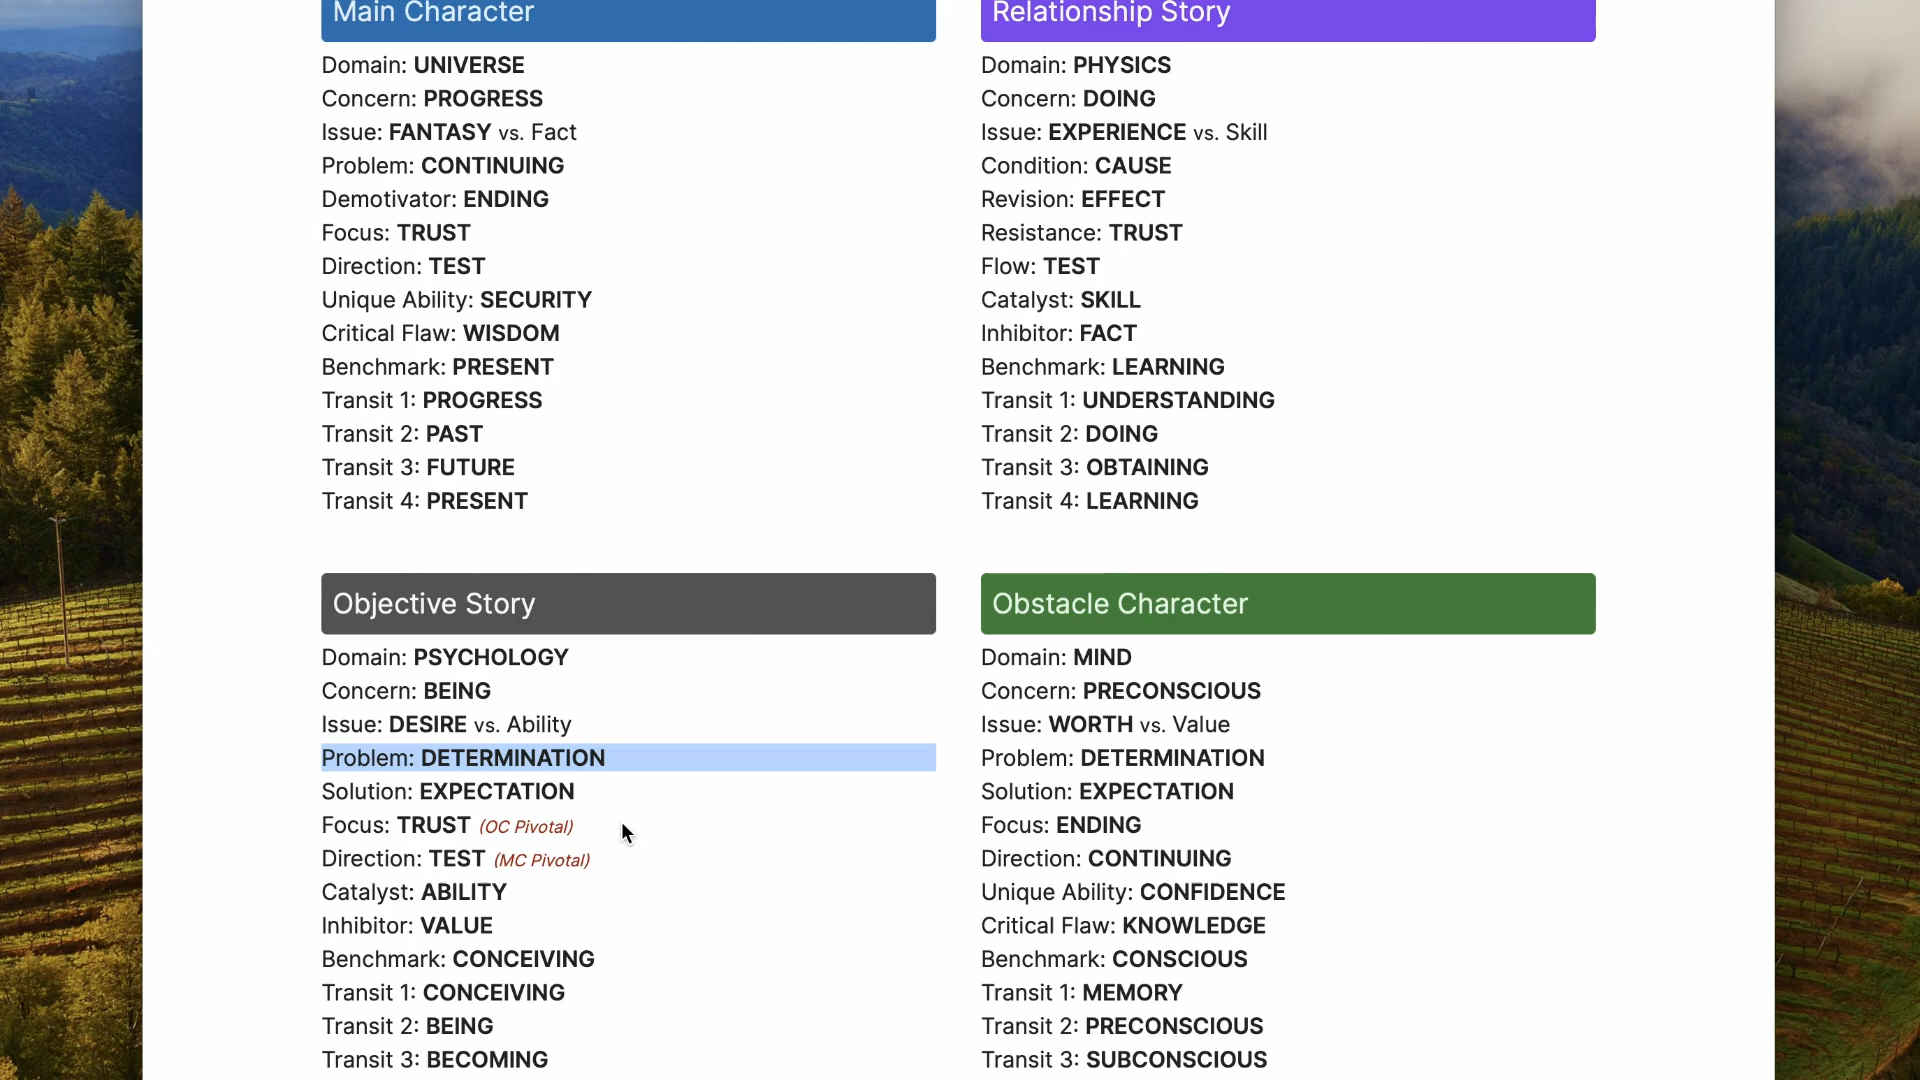 Main Character
Domain: UNIVERSE
Concern: PROGRESS
Issue: FANTASY vs. Fact
Problem: CONTINUING
Demotivator: ENDING
Focus: TRUST
Direction: TEST
Unique Ability: SECURITY
Critical Flaw: WISDOM
Benchmark: PRESENT
Transit 1: PROGRESS
Transit 2: PAST
Transit 3: FUTURE
Transit 4: PRESENT
Relationship Story
Domain: PHYSICS
Concern: DOING
Issue: EXPERIENCE vs. Skill
Condition: CAUSE
Revision: EFFECT
Resistance: TRUST
Flow: TEST
Catalyst: SKILL
Inhibitor: FACT
Benchmark: LEARNING
Transit 1: UNDERSTANDING
Transit 2: DOING
Transit 3: OBTAINING
Transit 4: LEARNING
Objective Story
Domain: PSYCHOLOGY
Concern: BEING
Issue: DESIRE vs. Ability
Problem: DETERMINATION
Solution: EXPECTATION
Focus: TRUST (OC Pivotal)
Direction: TEST (MC Pivotal)
Catalyst: ABILITY
Inhibitor: VALUE
Benchmark: CONCEIVING
Transit 1: CONCEIVING
Transit 2: BEING
Transit 3: BECOMING
Obstacle Character
Domain: MIND
Concern: PRECONSCIOUS
Issue: WORTH vs. Value
Problem: DETERMINATION
Solution: EXPECTATION
Focus: ENDING
Direction: CONTINUING
Unique Ability: CONFIDENCE
Critical Flaw: KNOWLEDGE
Benchmark: CONSCIOUS
Transit 1: MEMORY
Transit 2: PRECONSCIOUS
Transit 3: SUBCONSCIOUS